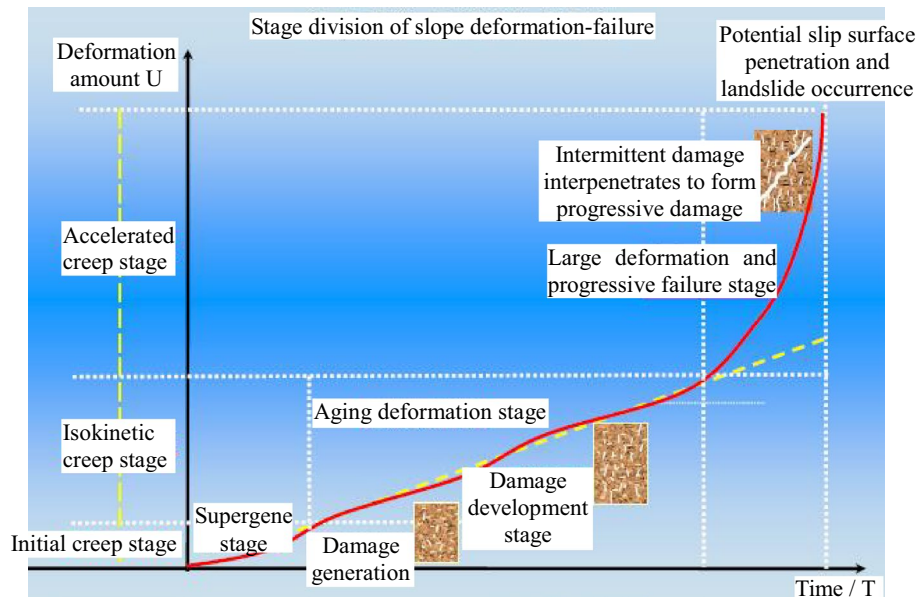 Stage division of slope deformation-failure
Deformation
amount U
Potential slip surface
penetration and
landslide occurrence
Intermittent damage
interpenetrates to form
progressive damage
Accelerated
creep stage
Large deformation and
progressive failure stage
Aging deformation stage
Isokinetic
creep stage
Damage
development
stage
Supergene
stage
Initial creep stage
Damage
generation
Time / T